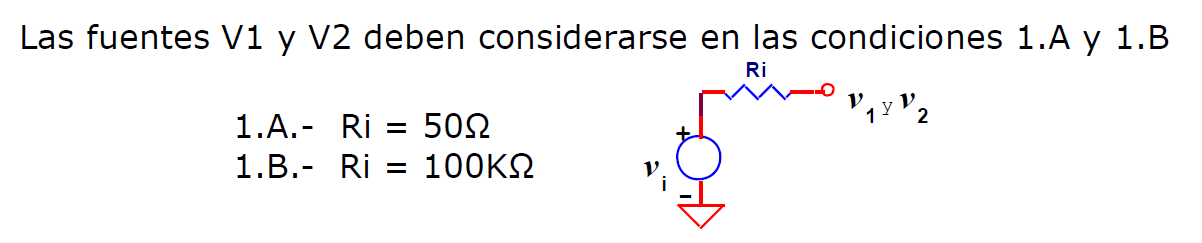 Las fuentes V1 y V2 deben considerarse en las condiciones 1.A y 1.B
Ri
v1 y v2
1.A.- Ri = 50Ω
+
1.B.- Ri = 100KΩ
vi
-